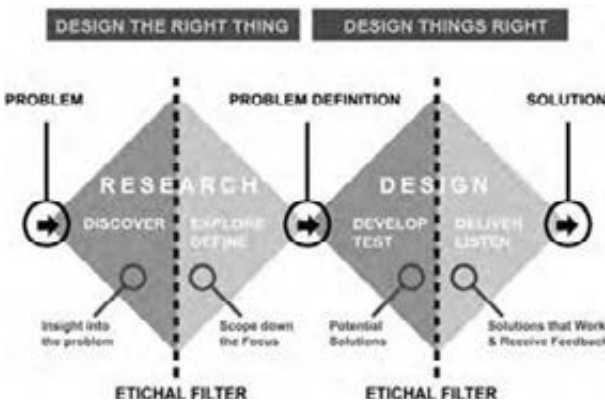 DESIGN THE RIGHT THING
DESIGN THINGS RIGHT
PROBLEM
PROBLEM DEFINITION
SOLUTION
RESEARCH
DESIGN
DISCOVER
EXPLORE
DEFINE
DEVELOP
TEST
DELIVER
LISTEN
Insight into
the problem
Scope down
the Focus
Potential
Solutions
Solutions that Work
& Receive Feedback
ETICHAL FILTER
ETICHAL FILTER